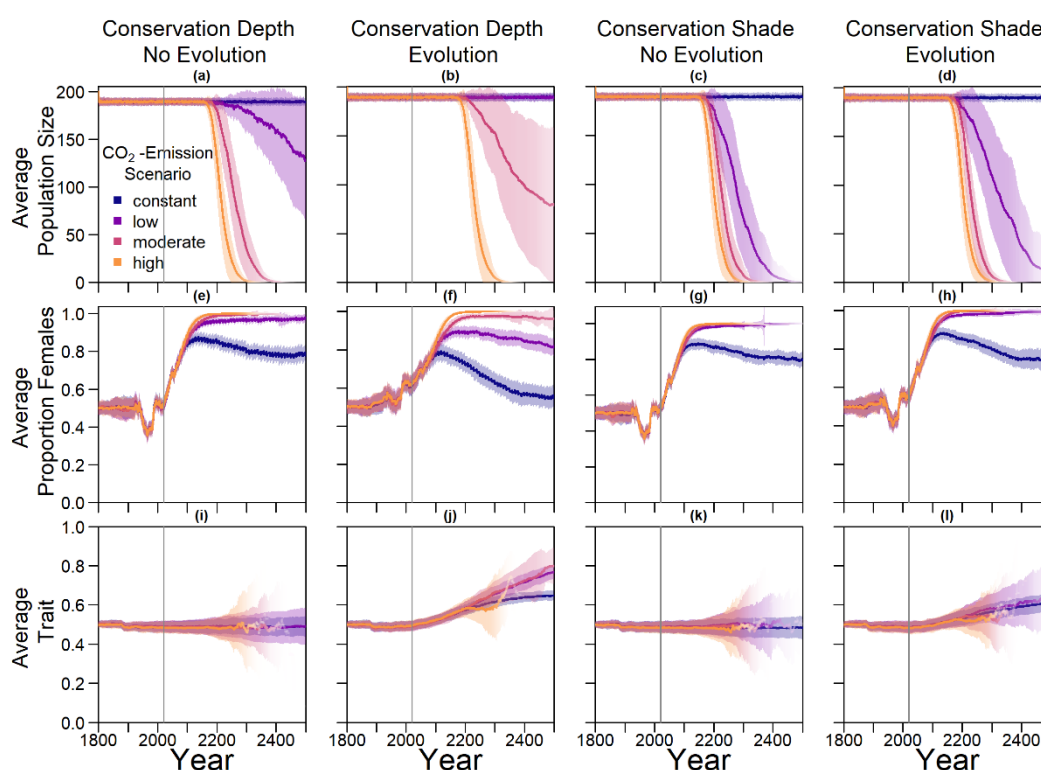 Conservation Depth
No Evolution
Conservation Depth
Evolution
Conservation Shade
No Evolution
Conservation Shade
Evolution
(a)
(b)
(c)
(d)
Average
Population Size
200
150
100
50
0
CO2 -Emission
Scenario
constant
low
moderate
high
(e)
(f)
(g)
(h)
Average
Proportion Females
1.0
0.8
0.6
0.4
0.2
0.0
(i)
(j)
(k)
(l)
Average
Trait
1.0
0.8
0.6
0.4
0.2
0.0
1800 2000 2200 2400
1800 2000 2200 2400
1800 2000 2200 2400
1800 2000 2200 2400
Year
Year
Year
Year